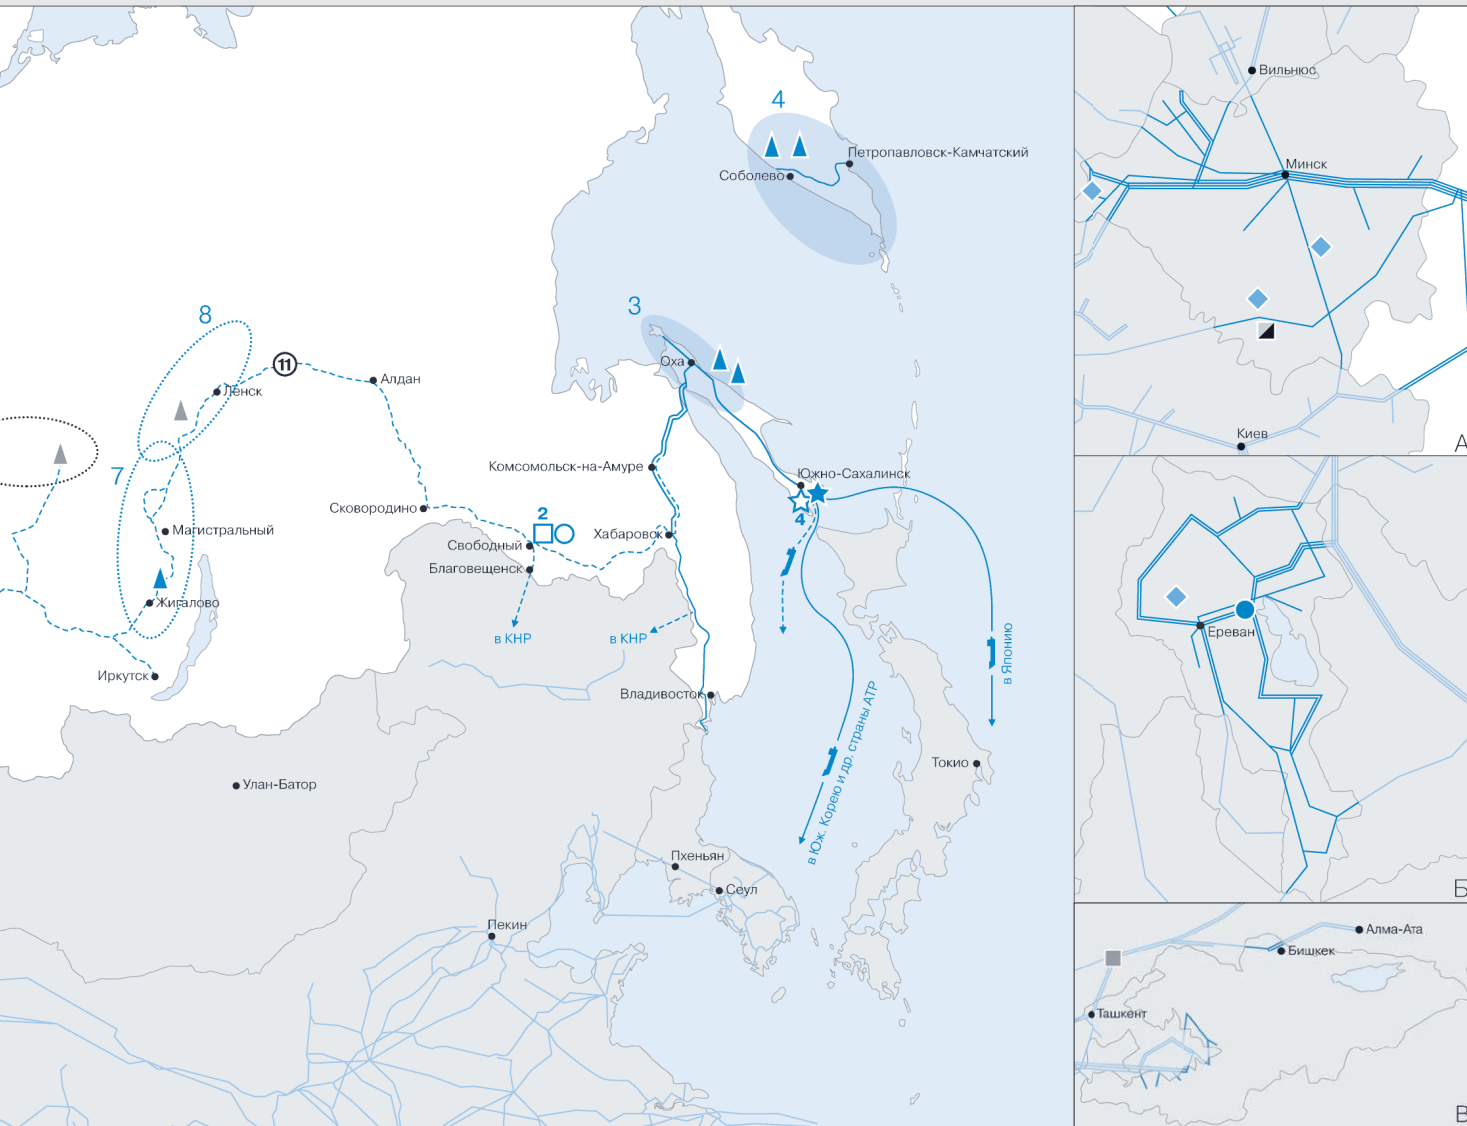 4
Петропавловск-Камчатский
Соболево
3
Оха
8
11
Ленск
Алдан
7
Комсомольск-на-Амуре
Южно-Сахалинск
4
Сковородино
2
Магистральный
Свободный
Хабаровск
Благовещенск
Жигалово
в КНР
в КНР
в Японию
Иркутск
Владивосток
в Юж. Корею и др. страны АТР
Токио
Улан-Батор
Пхеньян
Сеул
Пекин
Вильнюс
Минск
Киев
А
Ереван
Б
Алма-Ата
Бишкек
Ташкент
В